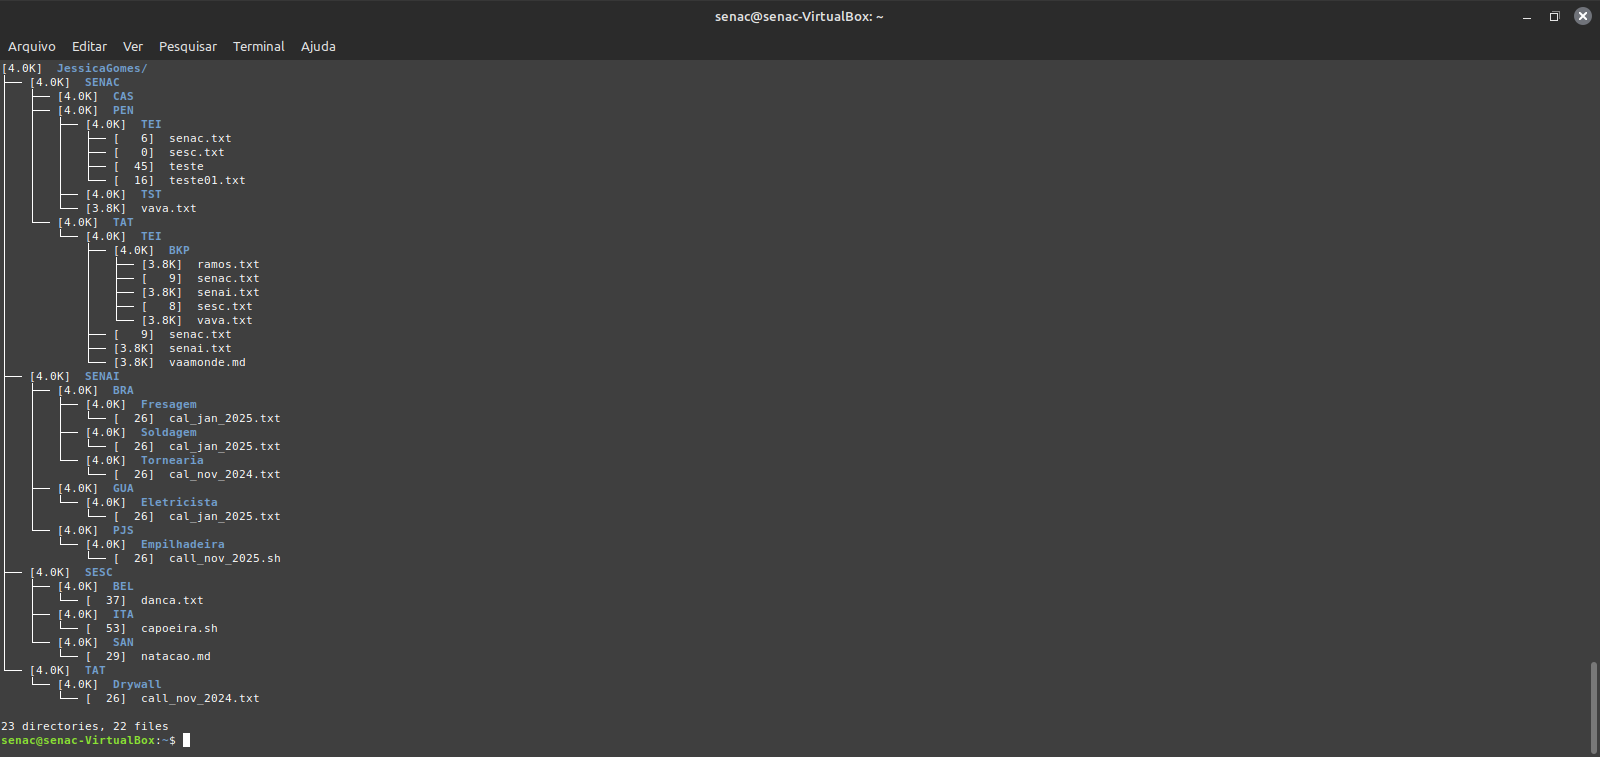 senac@senac-VirtualBox: ~
Arquivo Editar Ver Pesquisar Terminal Ajuda
[4.0K]  JessicaGomes/
├── [4.0K]  SENAC
│   ├── [4.0K]  CAS
│   ├── [4.0K]  PEN
│   │   ├── [4.0K]  TEI
│   │   │   ├── [   6]  senac.txt
│   │   │   ├── [   0]  sesc.txt
│   │   │   ├── [  45]  teste
│   │   │   └── [  16]  teste01.txt
│   │   ├── [4.0K]  TST
│   │   └── [3.8K]  vava.txt
│   └── [4.0K]  TAT
│       └── [4.0K]  TEI
│           ├── [4.0K]  BKP
│           │   ├── [3.8K]  ramos.txt
│           │   ├── [   9]  senac.txt
│           │   ├── [3.8K]  senai.txt
│           │   ├── [   8]  sesc.txt
│           │   └── [3.8K]  vava.txt
│           ├── [   9]  senac.txt
│           ├── [3.8K]  senai.txt
│           └── [3.8K]  vaamonde.md
├── [4.0K]  SENAI
│   ├── [4.0K]  BRA
│   │   ├── [4.0K]  Fresagem
│   │   │   └── [  26]  cal_jan_2025.txt
│   │   ├── [4.0K]  Soldagem
│   │   │   └── [  26]  cal_jan_2025.txt
│   │   └── [4.0K]  Tornearia
│   │       └── [  26]  cal_nov_2024.txt
│   ├── [4.0K]  GUA
│   │   └── [4.0K]  Eletricista
│   │       └── [  26]  cal_jan_2025.txt
│   └── [4.0K]  PJS
│       └── [4.0K]  Empilhadeira
│           └── [  26]  call_nov_2025.sh
├── [4.0K]  SESC
│   ├── [4.0K]  BEL
│   │   └── [  37]  danca.txt
│   ├── [4.0K]  ITA
│   │   └── [  53]  capoeira.sh
│   └── [4.0K]  SAN
│       └── [  29]  natacao.md
└── [4.0K]  TAT
    └── [4.0K]  Drywall
        └── [  26]  call_nov_2024.txt
23 directories, 22 files
senac@senac-VirtualBox:~$